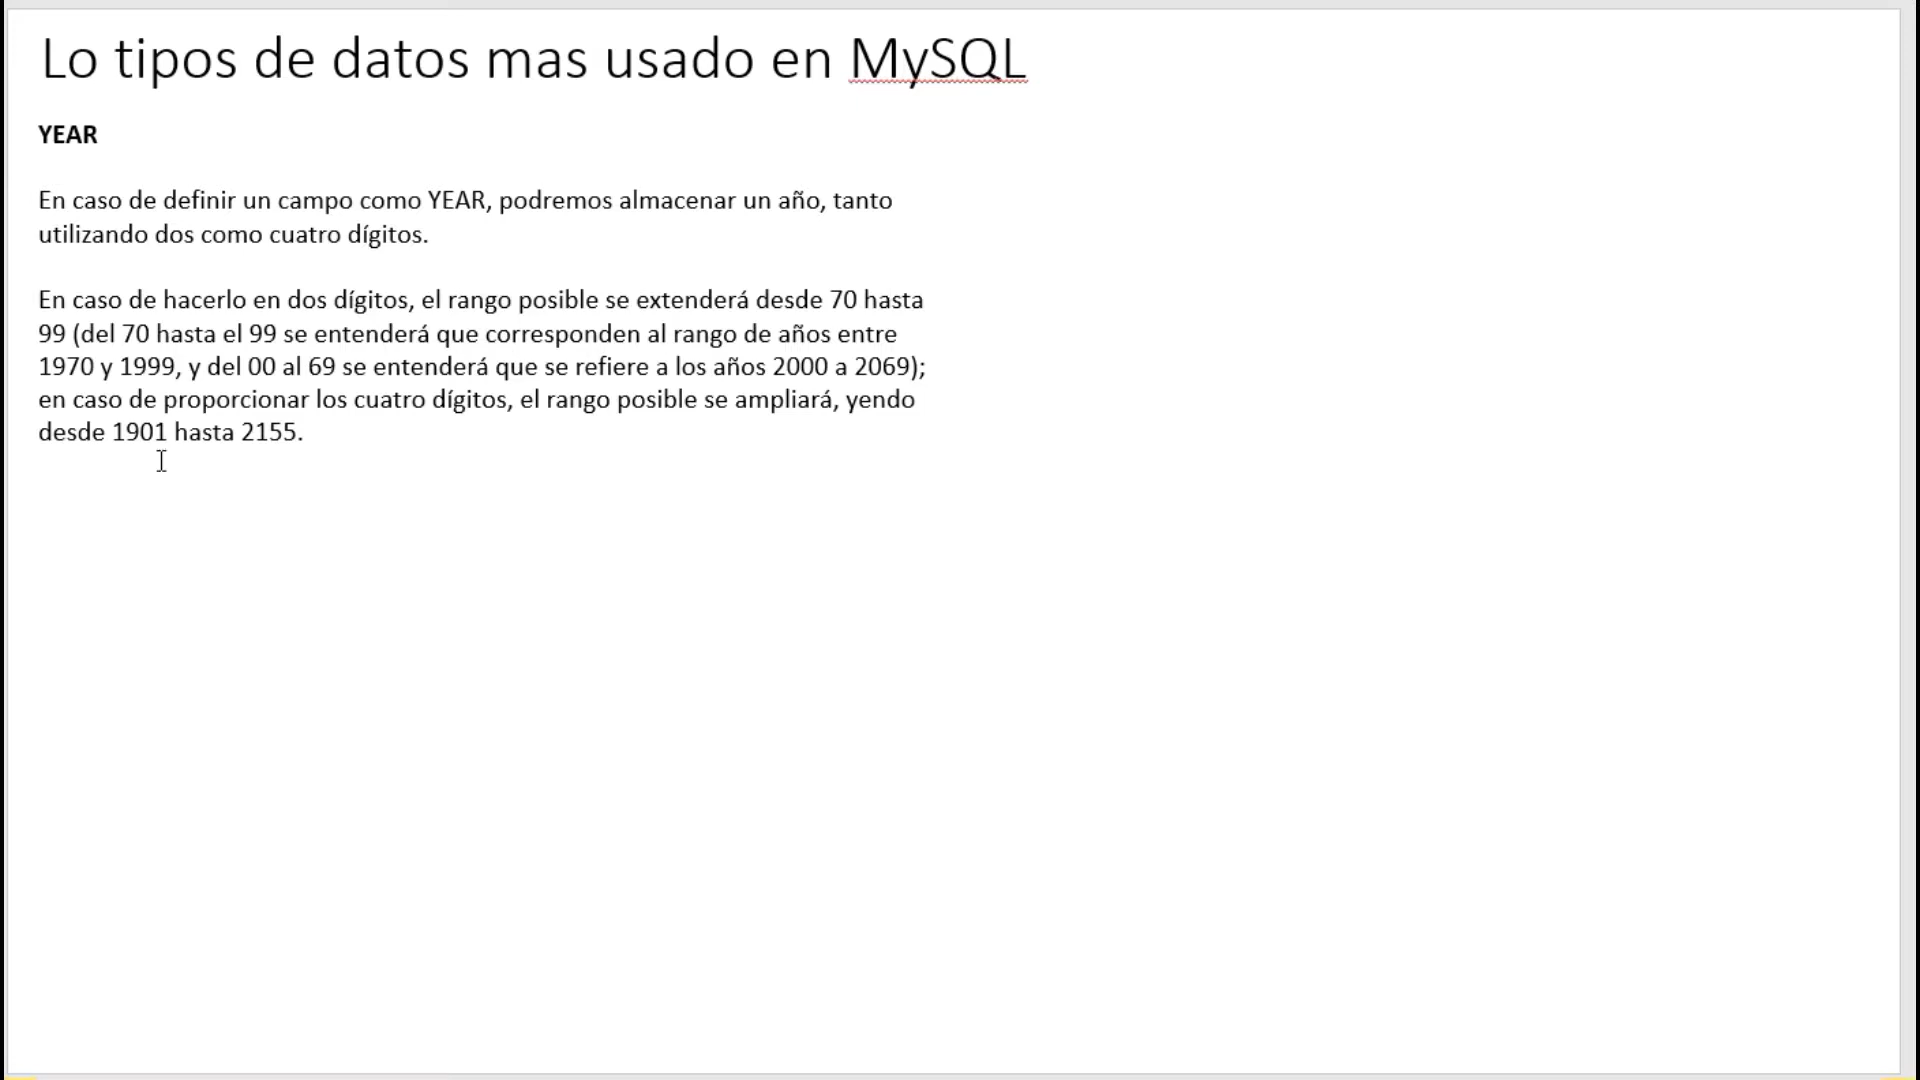 Lo tipos de datos mas usado en MySQL
YEAR
En caso de definir un campo como YEAR, podremos almacenar un año, tanto
utilizando dos como cuatro dígitos.
En caso de hacerlo en dos dígitos, el rango posible se extenderá desde 70 hasta
99 (del 70 hasta el 99 se entenderá que corresponden al rango de años entre
1970 y 1999, y del 00 al 69 se entenderá que se refiere a los años 2000 a 2069);
en caso de proporcionar los cuatro dígitos, el rango posible se ampliará, yendo
desde 1901 hasta 2155.